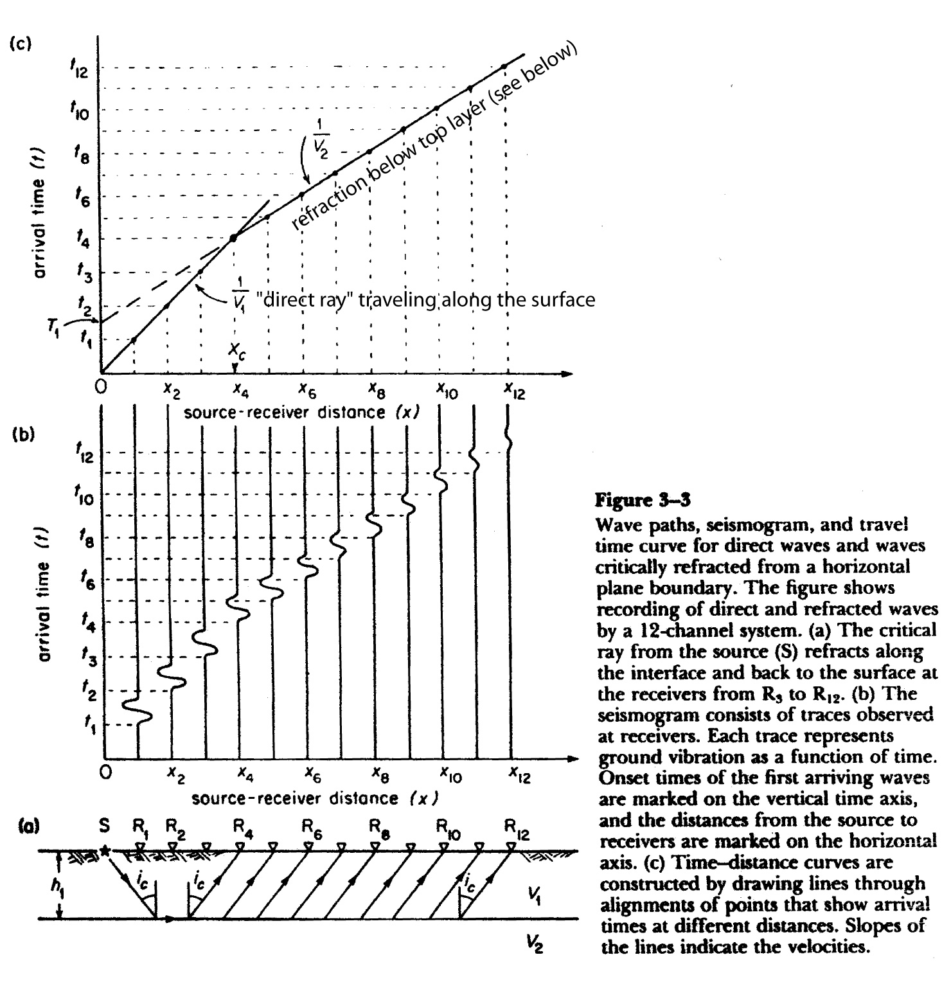 (c)
t12
t10
t8
t6
t4
t3
t2
T1
t1
arrival time (t)
1/V2
refraction below top layer (see below)
1/V1 "direct ray" traveling along the surface
xc
0 x2 x4 x6 x8 x10 x12
source-receiver distance (x)
(b)
t12
t10
t8
t6
t4
t3
t2
t1
arrival time (t)
0 x2 x4 x6 x8 x10 x12
source-receiver distance (x)
(a) S R1 R2 R4 R6 R8 R10 R12
h1 ic ic ic V1
V2
Figure 3–3
Wave paths, seismogram, and travel
time curve for direct waves and waves
critically refracted from a horizontal
plane boundary. The figure shows
recording of direct and refracted waves
by a 12-channel system. (a) The critical
ray from the source (S) refracts along
the interface and back to the surface at
the receivers from R3 to R12. (b) The
seismogram consists of traces observed
at receivers. Each trace represents
ground vibration as a function of time.
Onset times of the first arriving waves
are marked on the vertical time axis,
and the distances from the source to
receivers are marked on the horizontal
axis. (c) Time–distance curves are
constructed by drawing lines through
alignments of points that show arrival
times at different distances. Slopes of
the lines indicate the velocities.